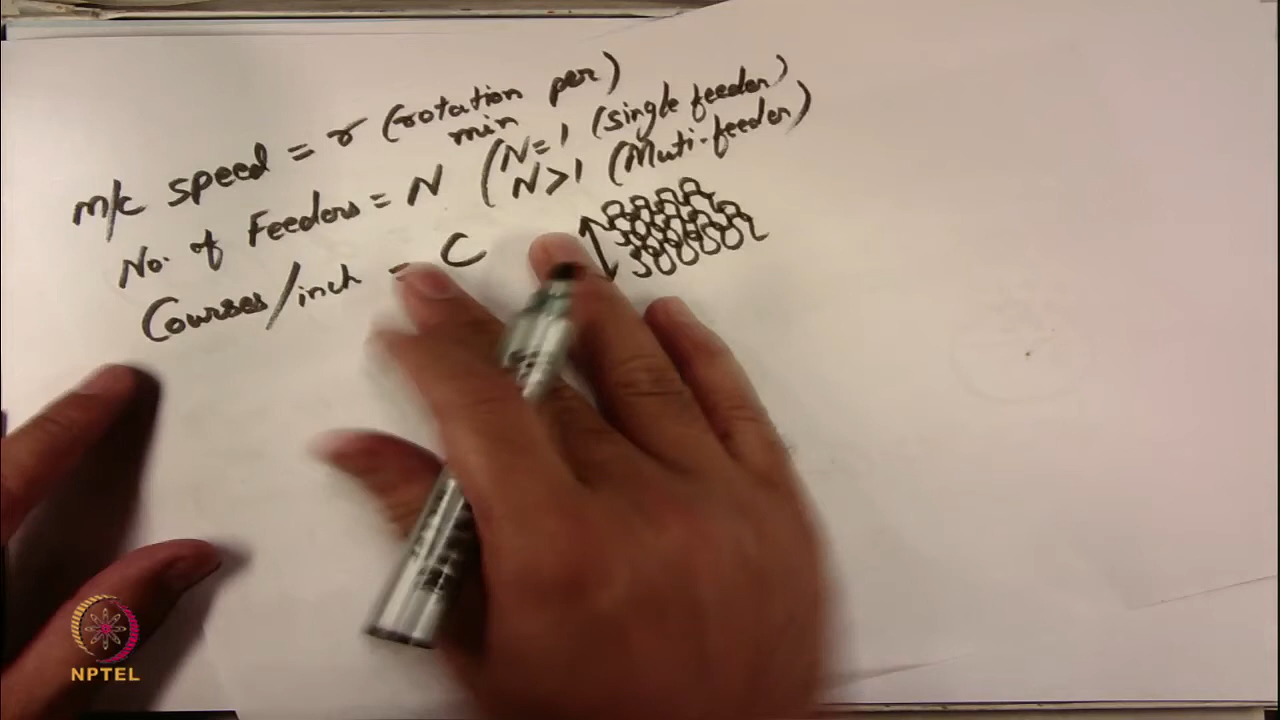 m/c speed = r (rotation per min)
No. of Feeders = N (N=1 (single feeder)
N>1 (Muti-feeder)
Courses/inch = C
NPTEL